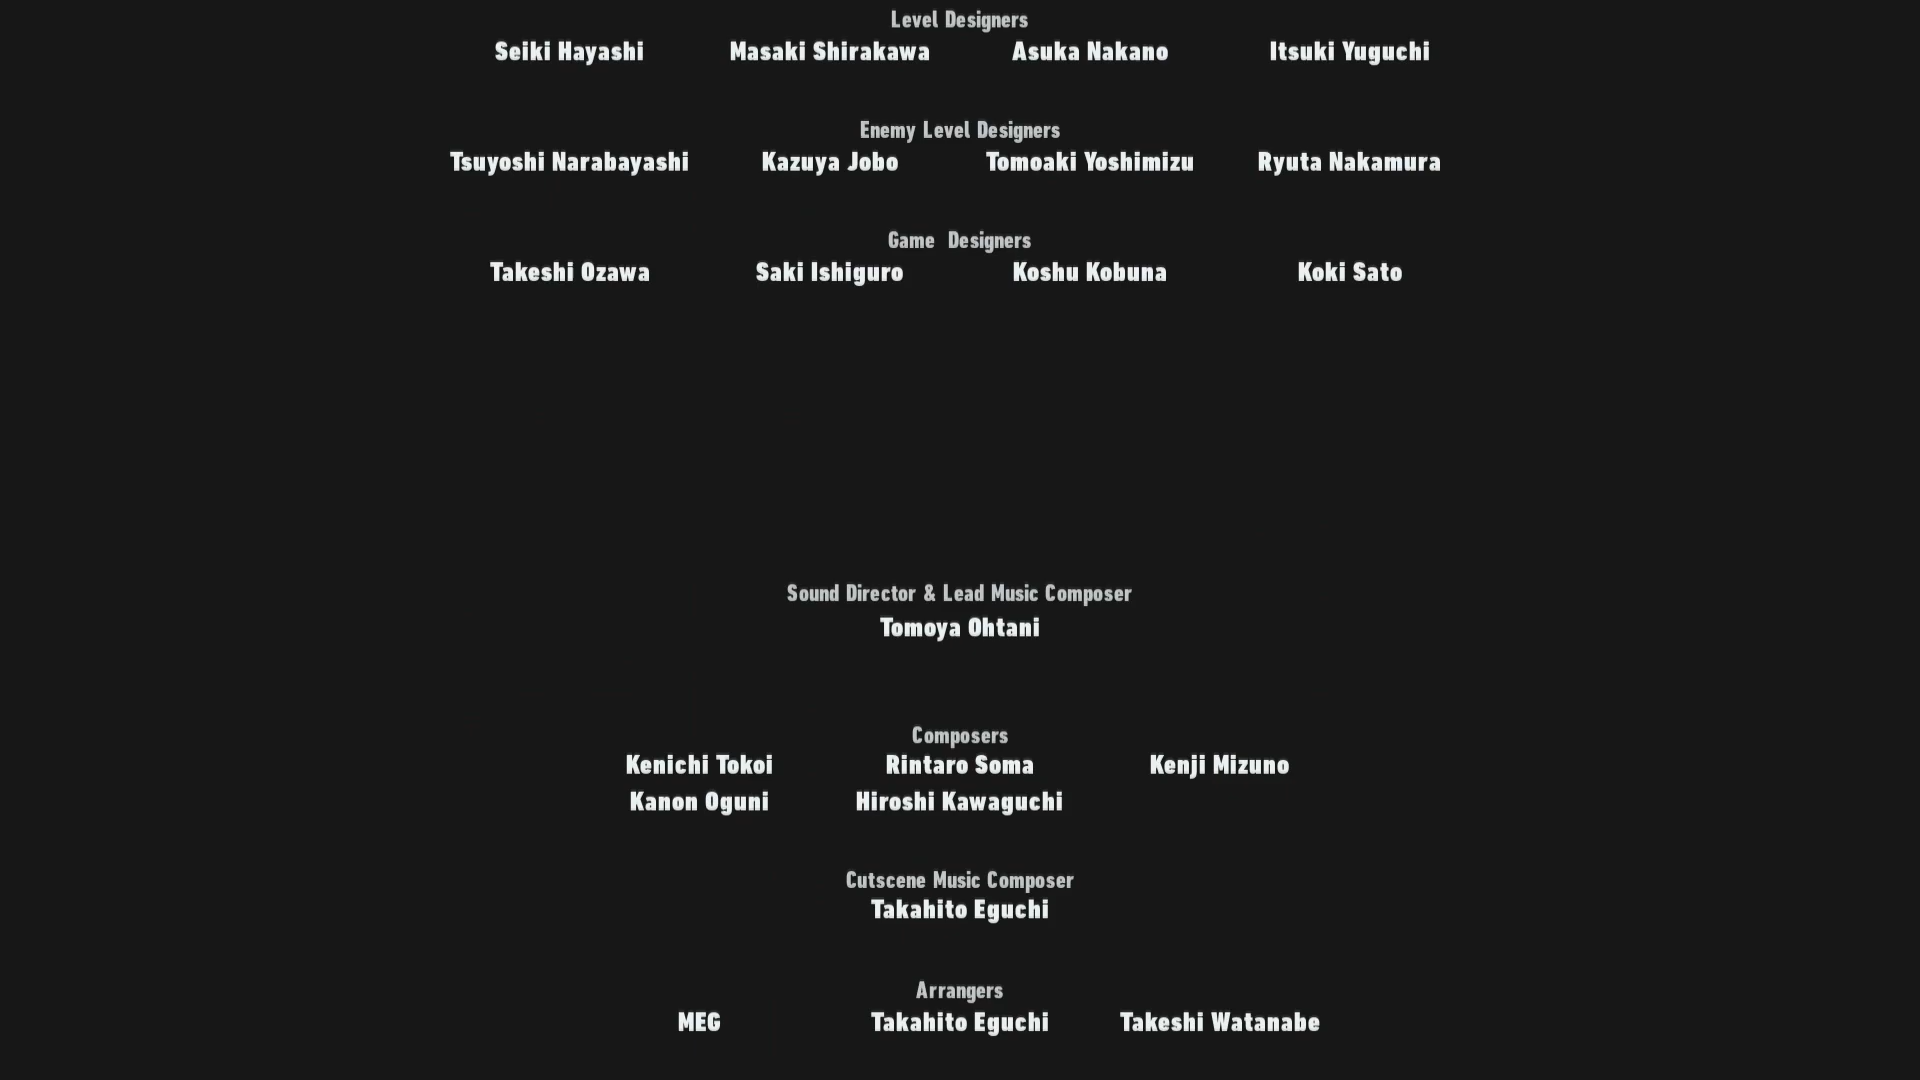 Level Designers
Seiki Hayashi Masaki Shirakawa Asuka Nakano Itsuki Yuguchi
Enemy Level Designers
Tsuyoshi Narabayashi Kazuya Jobo Tomoaki Yoshimizu Ryuta Nakamura
Game Designers
Takeshi Ozawa Saki Ishiguro Koshu Kobuna Koki Sato
Sound Director & Lead Music Composer
Tomoya Ohtani
Composers
Kenichi Tokoi Rintaro Soma Kenji Mizuno
Kanon Oguni Hiroshi Kawaguchi
Cutscene Music Composer
Takahito Eguchi
Arrangers
MEG Takahito Eguchi Takeshi Watanabe